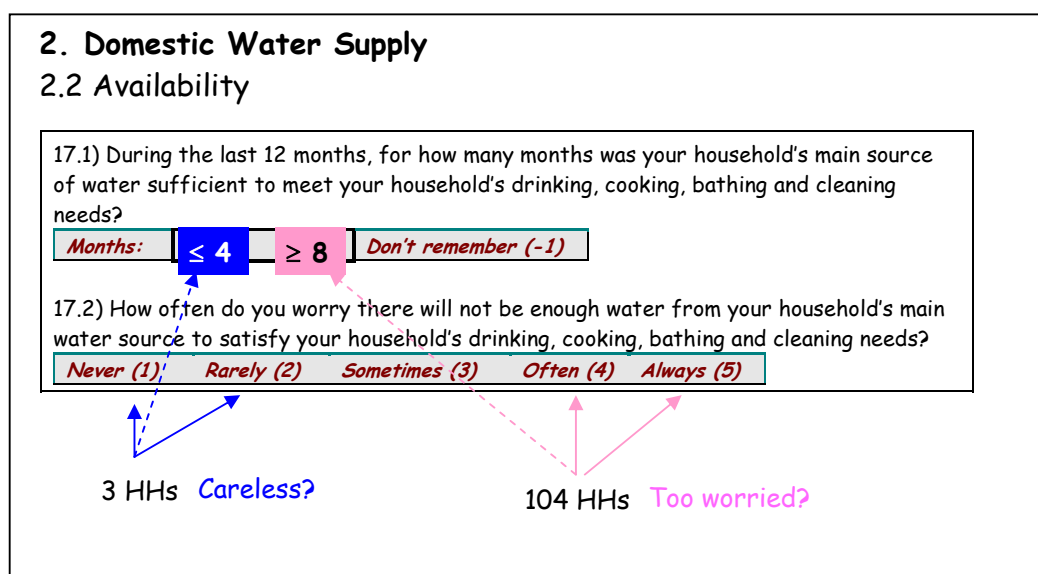 2. Domestic Water Supply
2.2 Availability
17.1) During the last 12 months, for how many months was your household's main source
of water sufficient to meet your household's drinking, cooking, bathing and cleaning
needs?
Months: ≤ 4 ≥ 8 Don't remember (-1)
17.2) How often do you worry there will not be enough water from your household's main
water source to satisfy your household's drinking, cooking, bathing and cleaning needs?
Never (1) Rarely (2) Sometimes (3) Often (4) Always (5)
3 HHs Careless? 104 HHs Too worried?